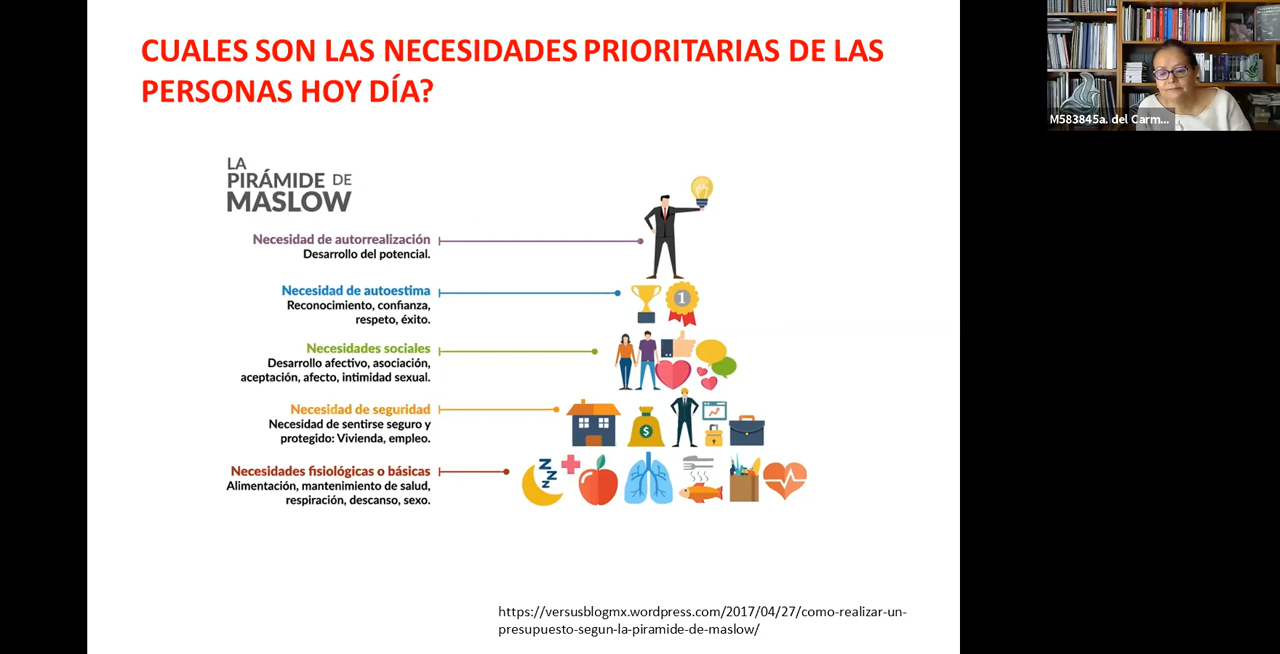 CUALES SON LAS NECESIDADES PRIORITARIAS DE LAS
PERSONAS HOY DÍA?
M583845a. del Carm...
LA
PIRÁMIDE DE
MASLOW
Necesidad de autorrealización
Desarrollo del potencial.
Necesidad de autoestima
Reconocimiento, confianza,
respeto, éxito.
1
Necesidades sociales
Desarrollo afectivo, asociación,
aceptación, afecto, intimidad sexual.
Necesidad de seguridad
Necesidad de sentirse seguro y
protegido: Vivienda, empleo.
$
Necesidades fisiológicas o básicas
Alimentación, mantenimiento de salud,
respiración, descanso, sexo.
Z
Z
Z
https://versusblogmx.wordpress.com/2017/04/27/como-realizar-un-
presupuesto-segun-la-piramide-de-maslow/